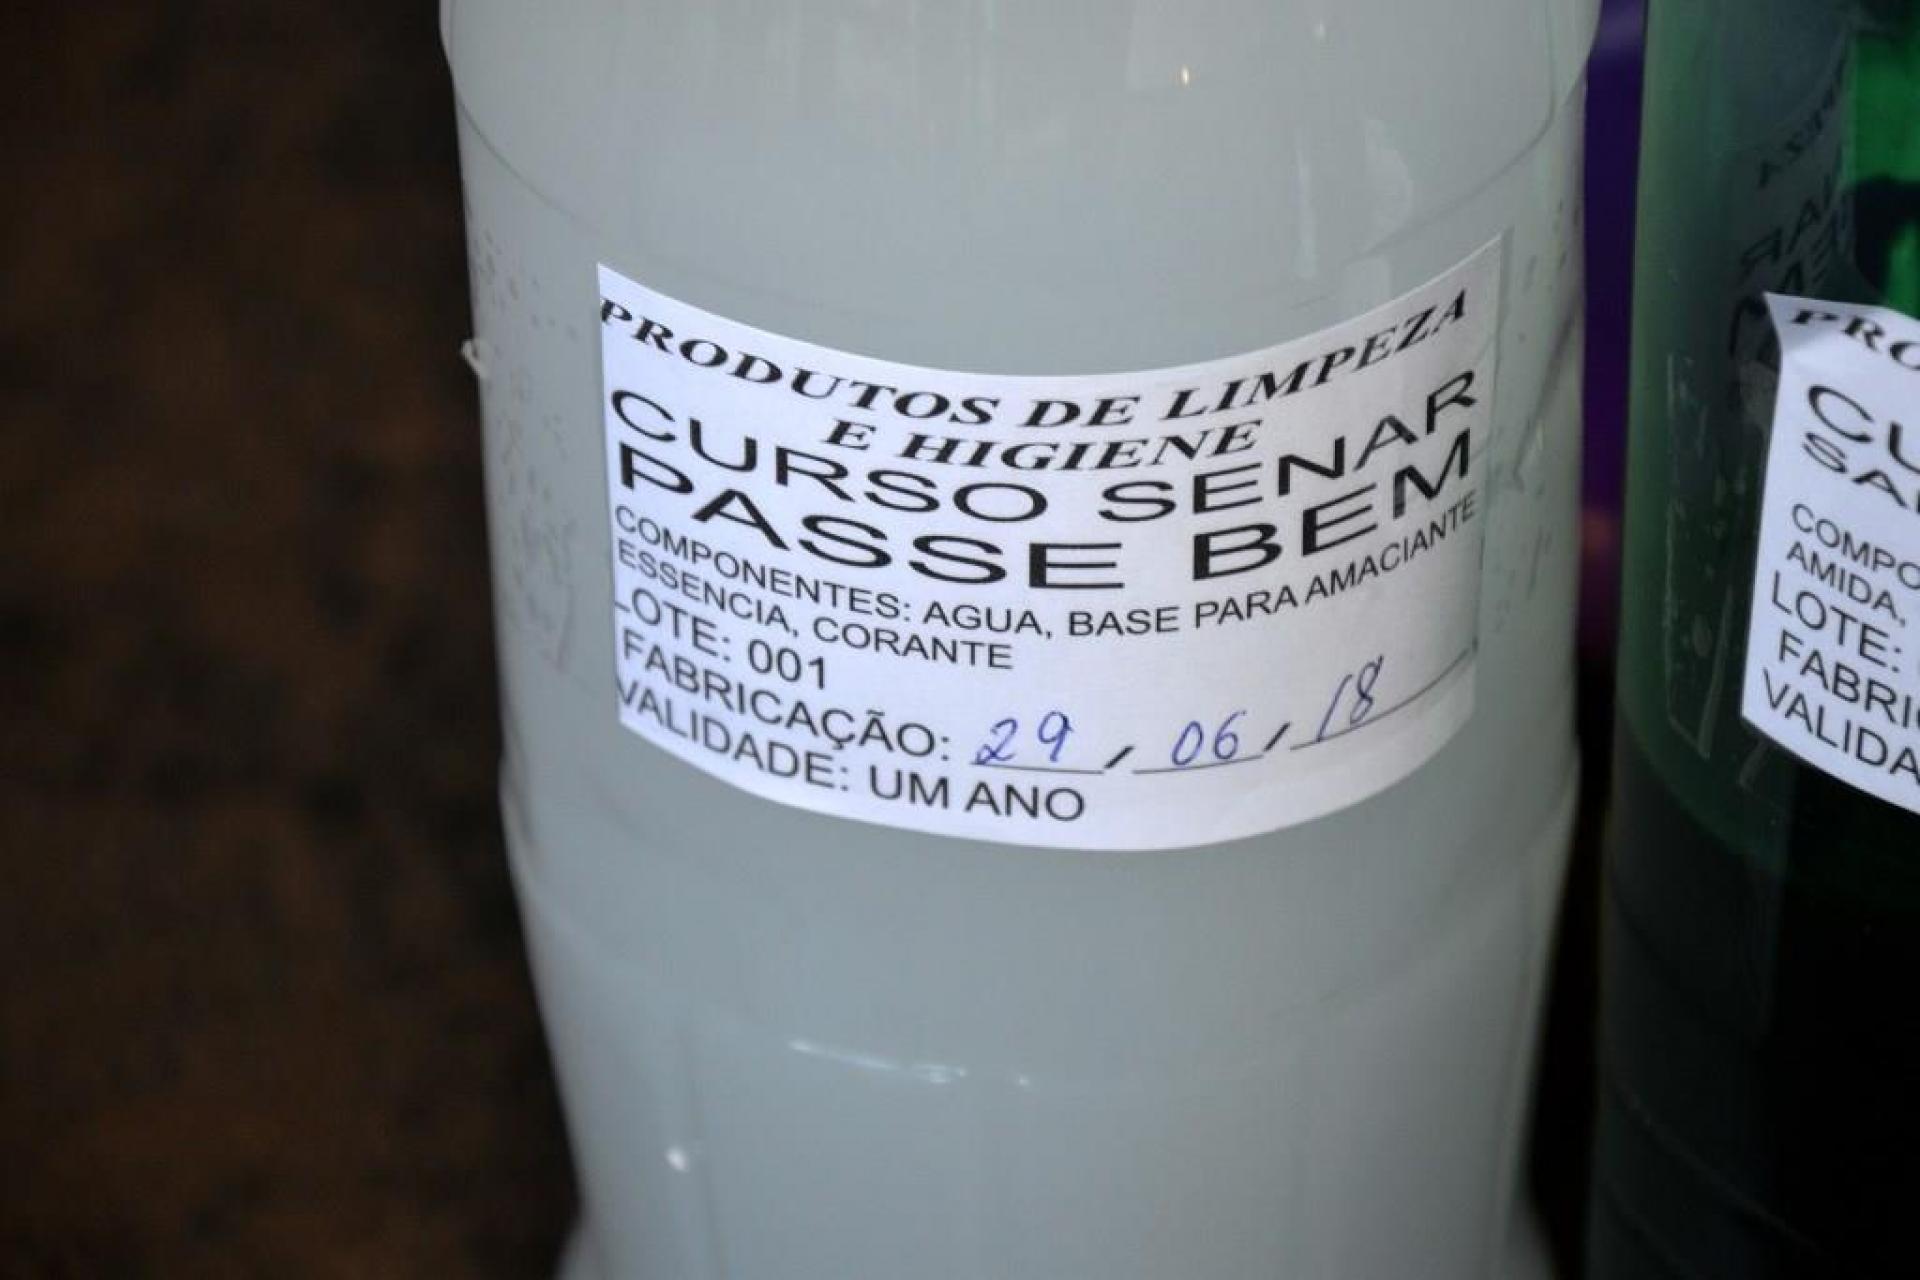 PRODUTOS DE LIMPEZA
E HIGIENE
CURSO SENAR
PASSE BEM
COMPONENTES: AGUA, BASE PARA AMACIANTE
ESSENCIA, CORANTE
LOTE: 001
FABRICAÇÃO: 29 / 06 / 18
VALIDADE: UM ANO
PRO
CU
SA
COMPO
AMIDA,
LOTE:
FABRIC
VALIDA